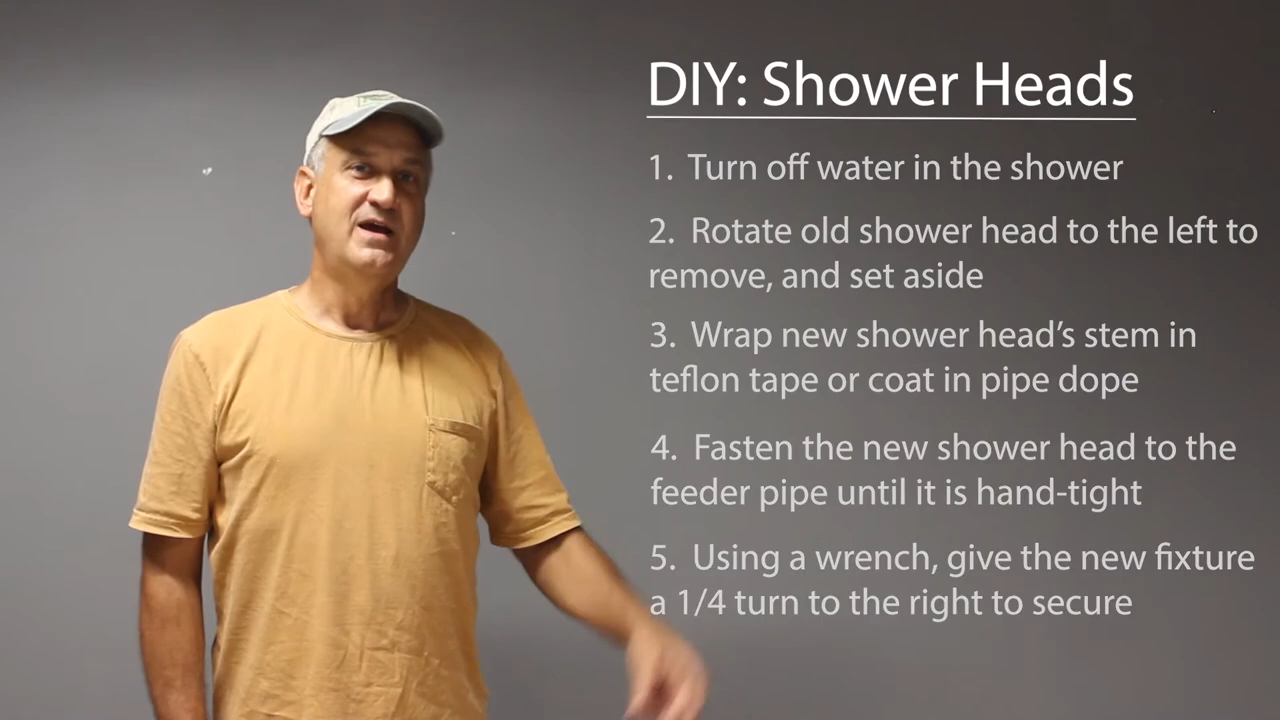 DIY: Shower Heads
1. Turn off water in the shower
2. Rotate old shower head to the left to
remove, and set aside
3. Wrap new shower head’s stem in
teflon tape or coat in pipe dope
4. Fasten the new shower head to the
feeder pipe until it is hand-tight
5. Using a wrench, give the new fixture
a 1/4 turn to the right to secure